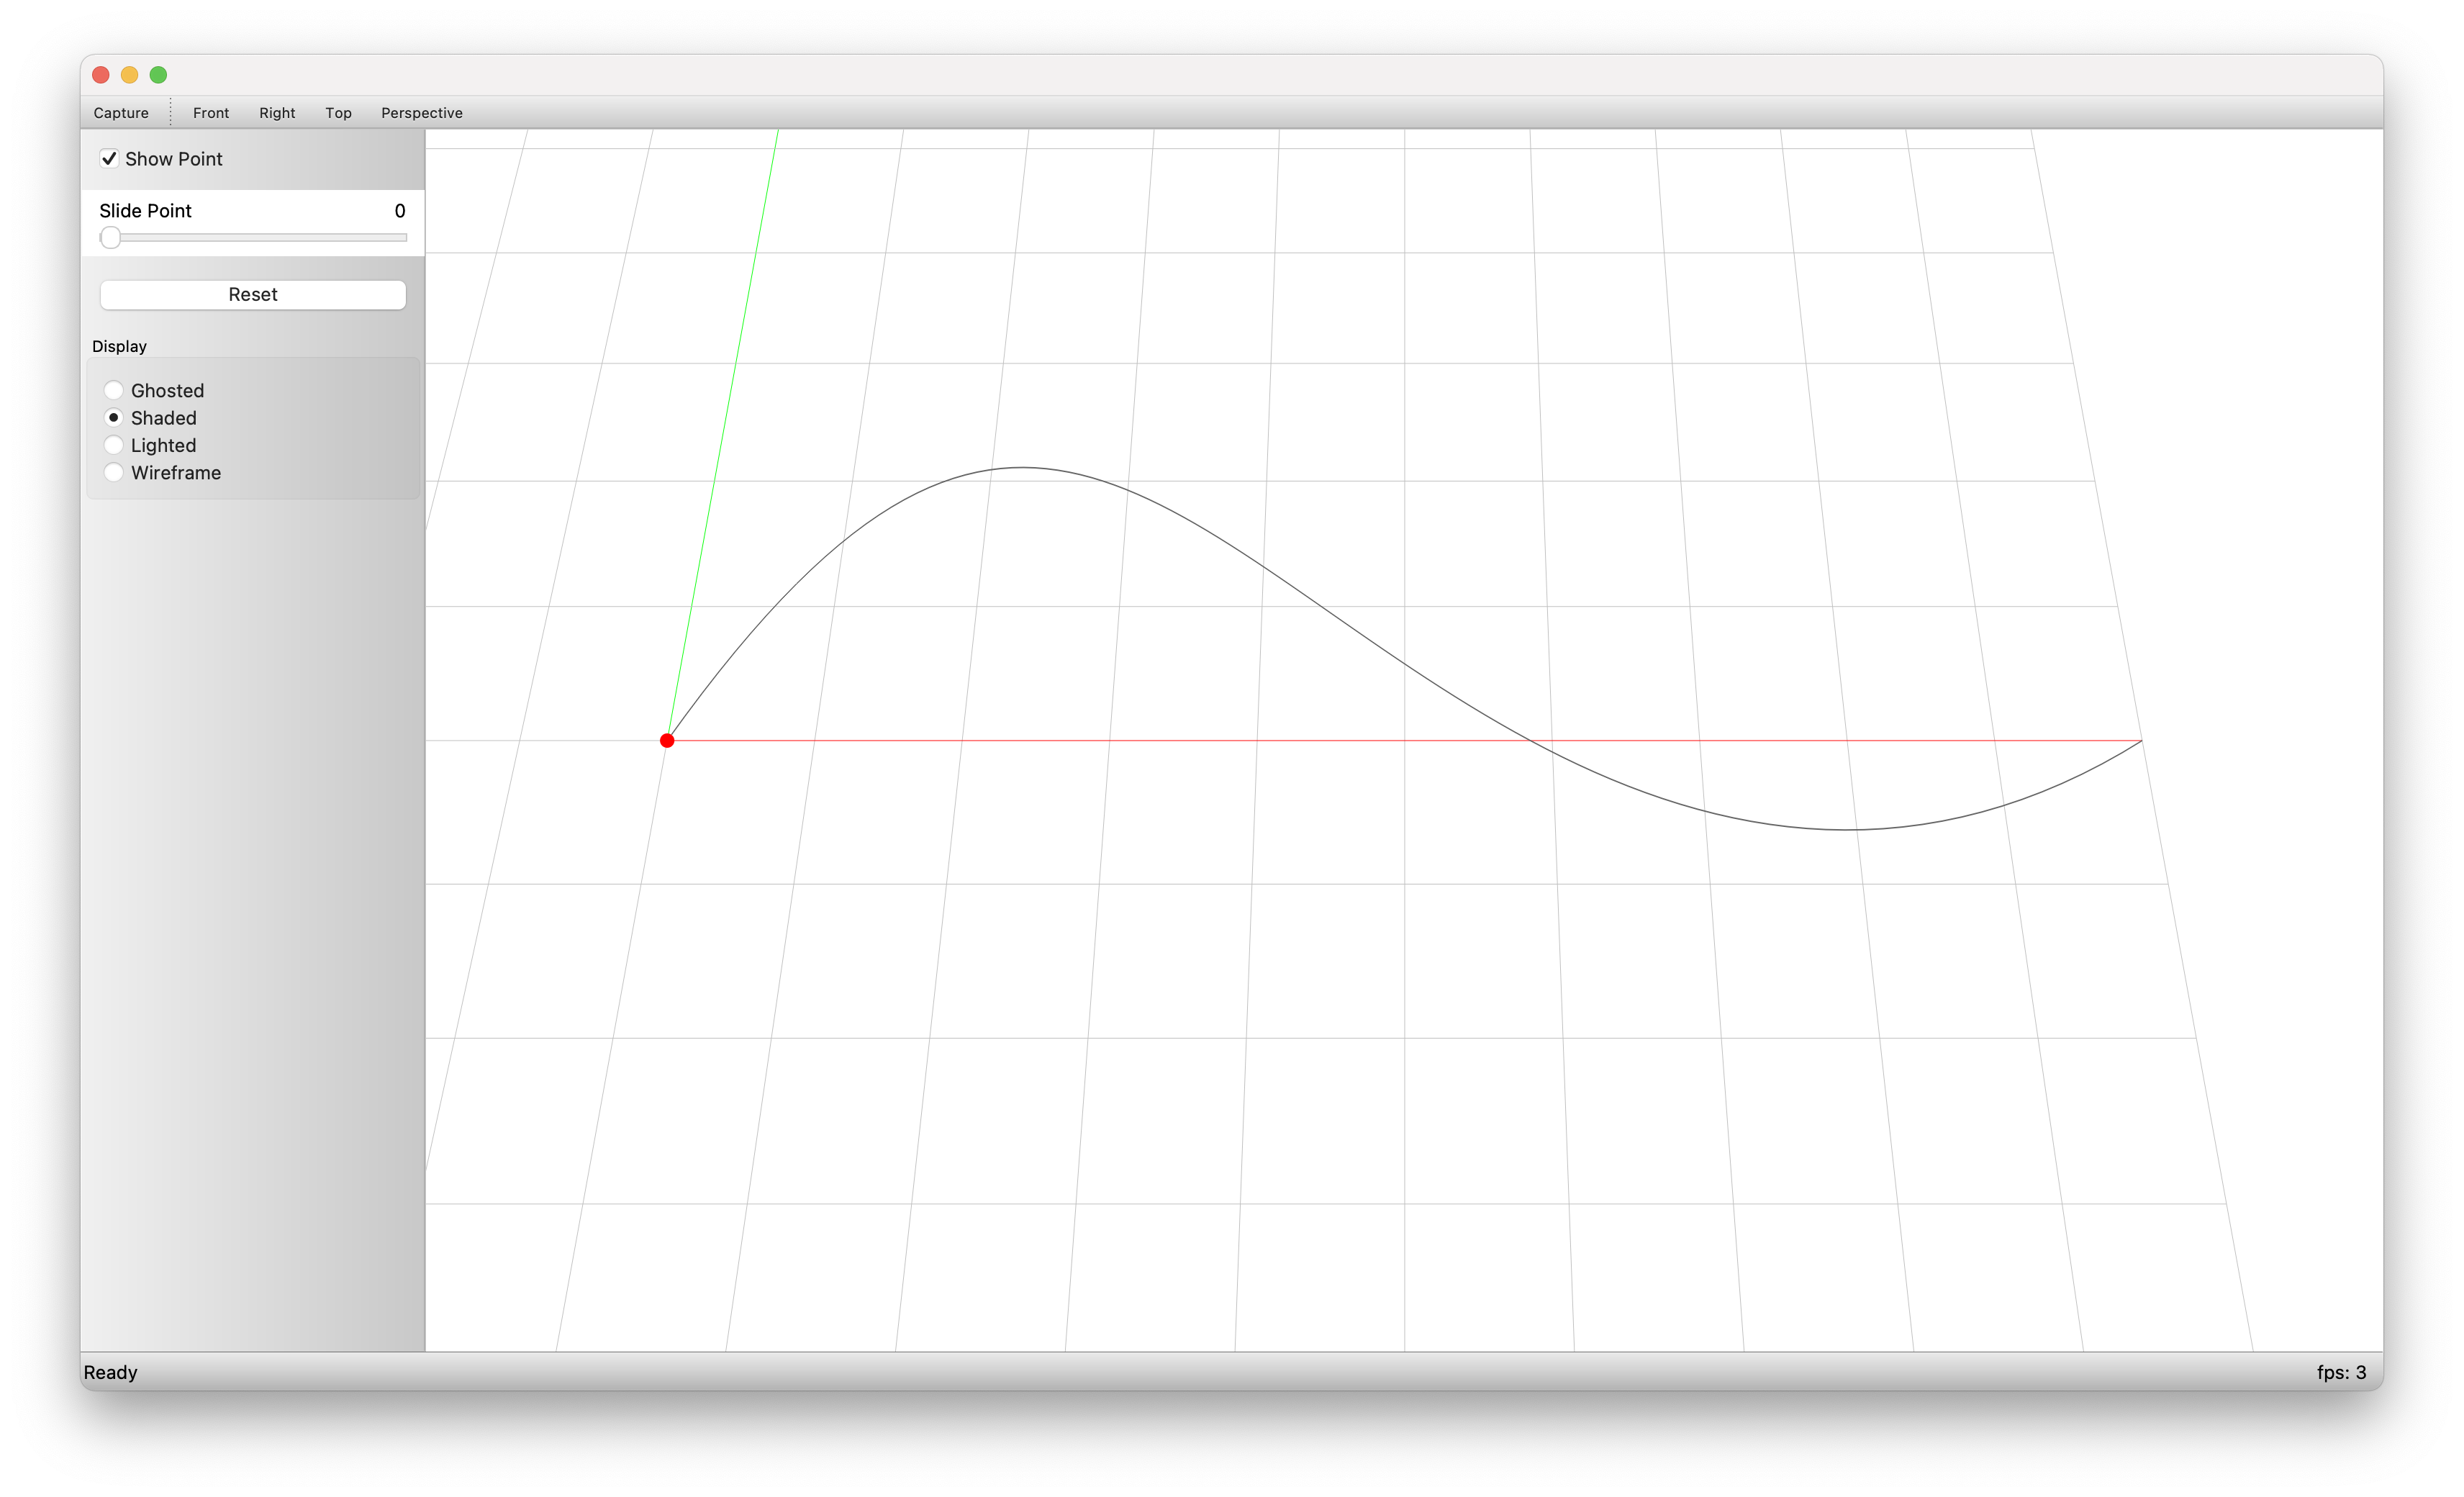 Capture Front Right Top Perspective
Show Point
Slide Point 0
Reset
Display
Ghosted
Shaded
Lighted
Wireframe
Ready fps: 3